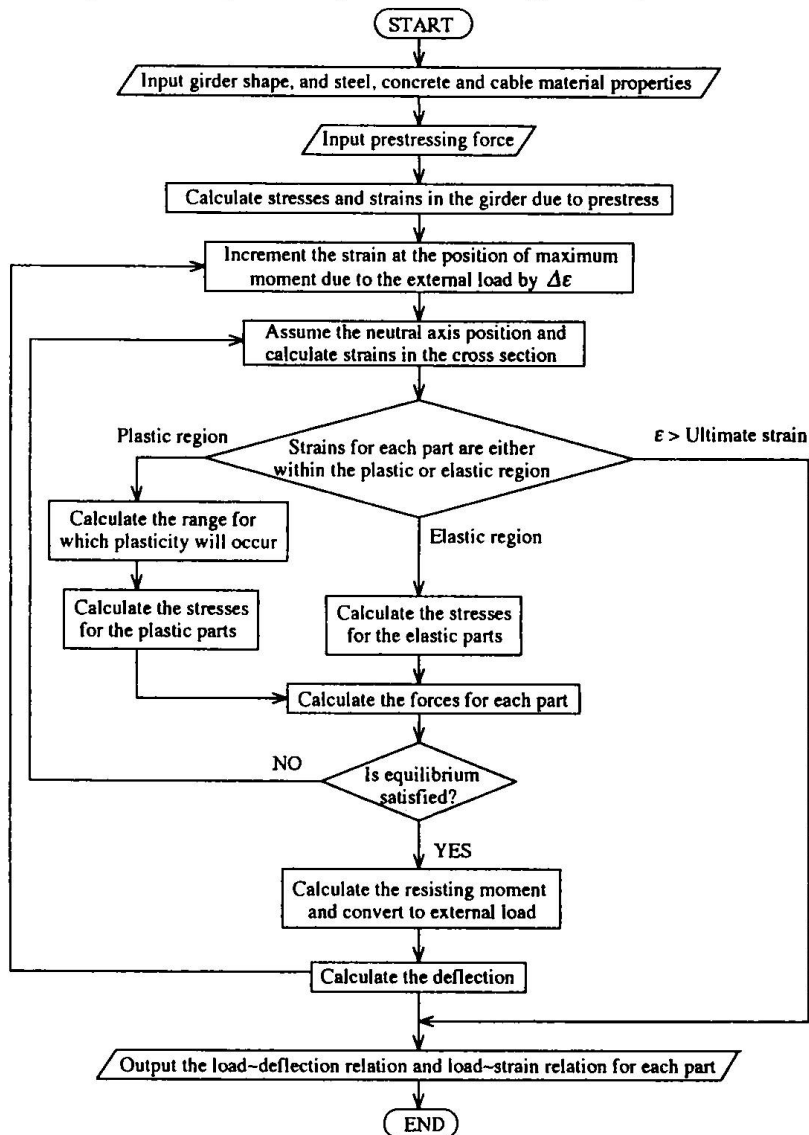 START
Input girder shape, and steel, concrete and cable material properties
Input prestressing force
Calculate stresses and strains in the girder due to prestress
Increment the strain at the position of maximum
moment due to the external load by Δε
Assume the neutral axis position and
calculate strains in the cross section
Plastic region
ε > Ultimate strain
Strains for each part are either
within the plastic or elastic region
Calculate the range for
which plasticity will occur
Elastic region
Calculate the stresses
for the plastic parts
Calculate the stresses
for the elastic parts
Calculate the forces for each part
NO
Is equilibrium
satisfied?
YES
Calculate the resisting moment
and convert to external load
Calculate the deflection
Output the load~deflection relation and load~strain relation for each part
END